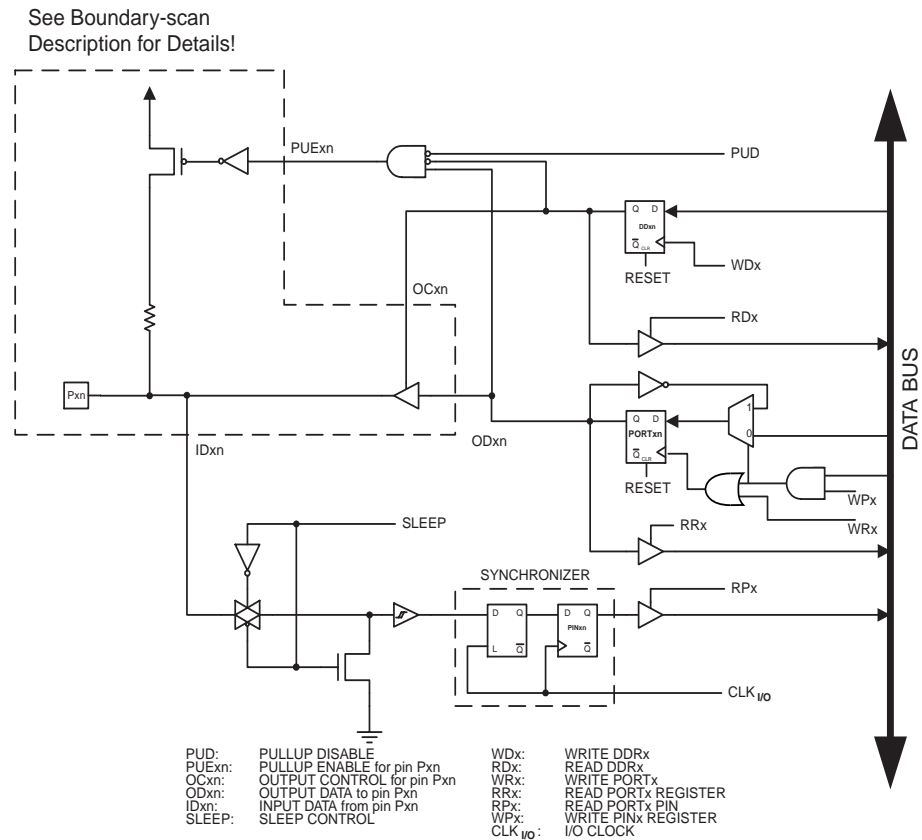 See Boundary-scan
Description for Details!
PUExn
PUD
Q D
DDxn
Q CLR
WDx
RESET
OCxn
RDx
Pxn
1
Q D
PORTxn
0
ODxn
IDxn
Q CLR
RESET
WPx
WRx
SLEEP
RRx
SYNCHRONIZER
RPx
D Q
D Q
PINxn
L Q
Q
CLK I/O
DATA BUS
PUD: PULLUP DISABLE
PUExn: PULLUP ENABLE for pin Pxn
OCxn: OUTPUT CONTROL for pin Pxn
ODxn: OUTPUT DATA to pin Pxn
IDxn: INPUT DATA from pin Pxn
SLEEP: SLEEP CONTROL
WDx: WRITE DDRx
RDx: READ DDRx
WRx: WRITE PORTx
RRx: READ PORTx REGISTER
RPx: READ PORTx PIN
WPx: WRITE PINx REGISTER
CLK I/O : I/O CLOCK